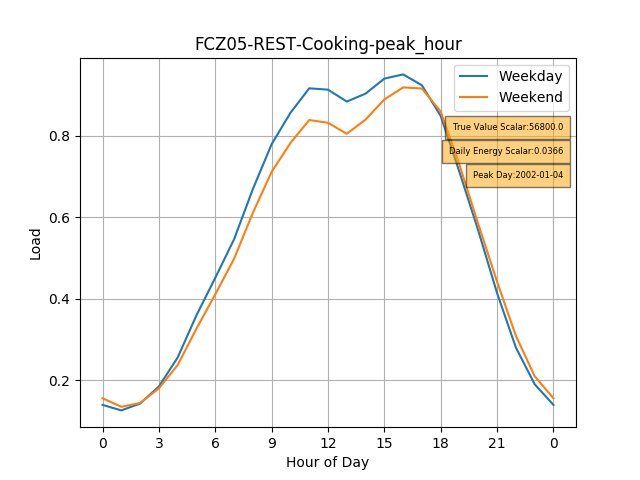 FCZ05-REST-Cooking-peak_hour
Weekday
Weekend
True Value Scalar:56800.0
Daily Energy Scalar:0.0366
Peak Day:2002-01-04
Load
0.8
0.6
0.4
0.2
0 3 6 9 12 15 18 21 0
Hour of Day